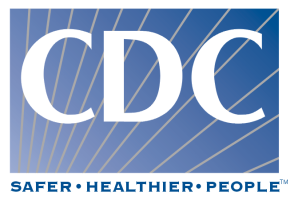 CDC
SAFER • HEALTHIER • PEOPLE™